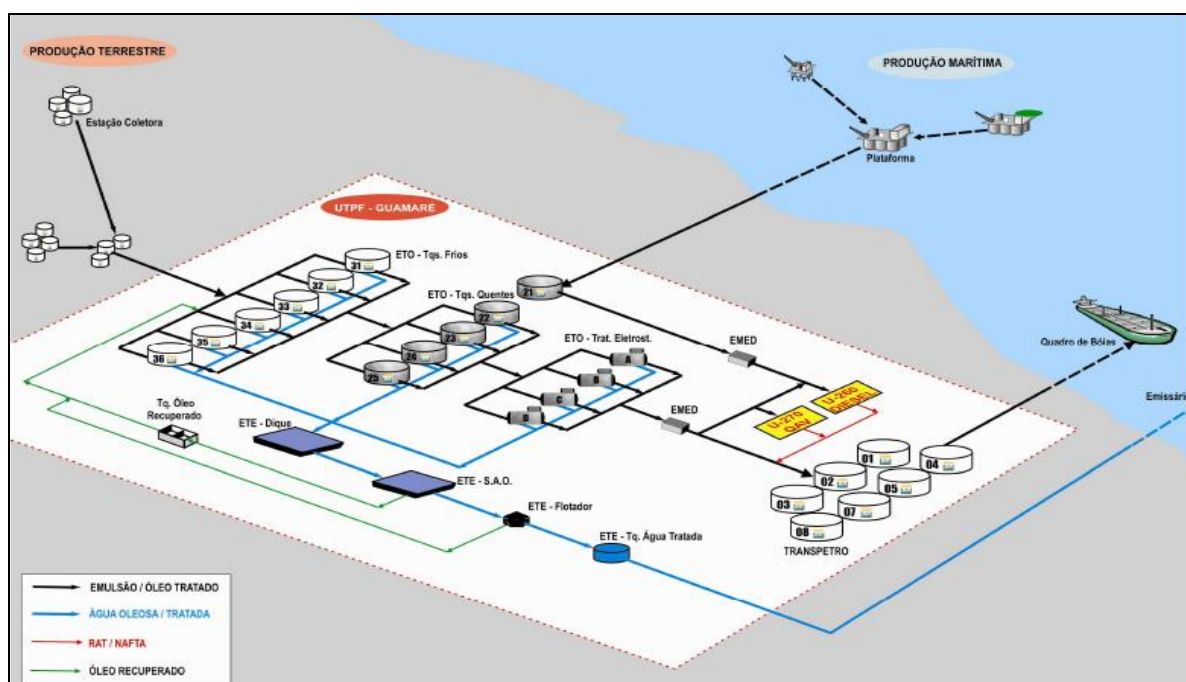 PRODUÇÃO TERRESTRE
PRODUÇÃO MARÍTIMA
Estação Coletora
Plataforma
UTPF - GUAMARÉ
31
ETO - Tqs. Frios
32
33
34
35
36
21
ETO - Tqs. Quentes
22
23
24
25
ETO - Trat. Eletrost.
A
B
C
D
EMED
EMED
U-260
DIESEL
U-270
QAV
Quadro de Bóias
Emissári
Tq. Óleo
Recuperado
ETE - Dique
ETE - S.A.O.
ETE - Flotador
ETE - Tq. Água Tratada
01
04
02
05
03
07
08
TRANSPETRO
EMULSÃO / ÓLEO TRATADO
ÁGUA OLEOSA / TRATADA
RAT / NAFTA
ÓLEO RECUPERADO